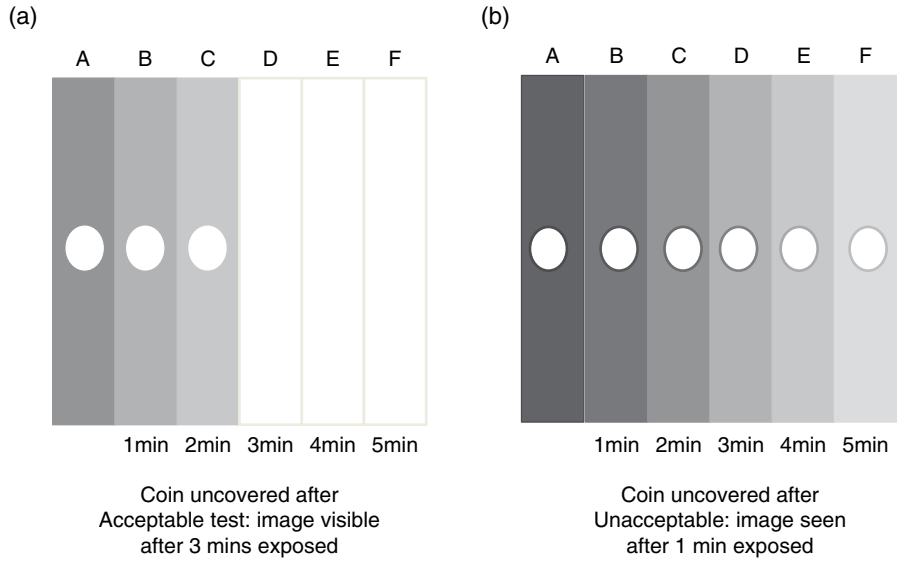 (a)
A B C D E F
1min 2min 3min 4min 5min
Coin uncovered after
Acceptable test: image visible
after 3 mins exposed
(b)
A B C D E F
1min 2min 3min 4min 5min
Coin uncovered after
Unacceptable: image seen
after 1 min exposed